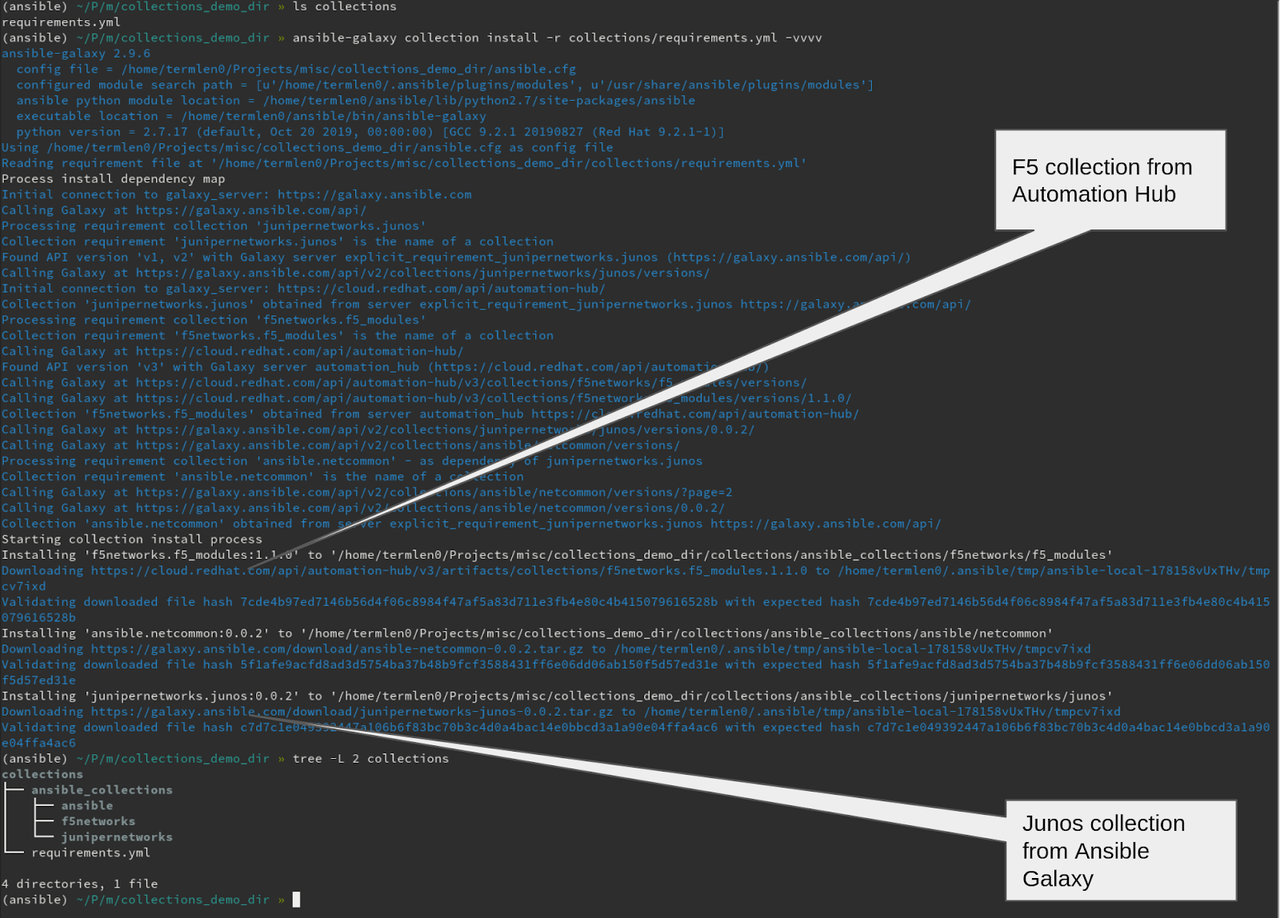 (ansible) ~/P/m/collections_demo_dir » ls collections
requirements.yml
(ansible) ~/P/m/collections_demo_dir » ansible-galaxy collection install -r collections/requirements.yml -vvvv
ansible-galaxy 2.9.6
  config file = /home/termlen0/Projects/misc/collections_demo_dir/ansible.cfg
  configured module search path = [u'/home/termlen0/.ansible/plugins/modules', u'/usr/share/ansible/plugins/modules']
  ansible python module location = /home/termlen0/ansible/lib/python2.7/site-packages/ansible
  executable location = /home/termlen0/ansible/bin/ansible-galaxy
  python version = 2.7.17 (default, Oct 20 2019, 00:00:00) [GCC 9.2.1 20190827 (Red Hat 9.2.1-1)]
Using /home/termlen0/Projects/misc/collections_demo_dir/ansible.cfg as config file
Reading requirement file at '/home/termlen0/Projects/misc/collections_demo_dir/collections/requirements.yml'
Process install dependency map
Initial connection to galaxy_server: https://galaxy.ansible.com
Calling Galaxy at https://galaxy.ansible.com/api/
Processing requirement collection 'junipernetworks.junos'
Collection requirement 'junipernetworks.junos' is the name of a collection
Found API version 'v1, v2' with Galaxy server explicit_requirement_junipernetworks.junos (https://galaxy.ansible.com/api/)
Calling Galaxy at https://galaxy.ansible.com/api/v2/collections/junipernetworks/junos/versions/
Initial connection to galaxy_server: https://cloud.redhat.com/api/automation-hub/
Collection 'junipernetworks.junos' obtained from server explicit_requirement_junipernetworks.junos https://galaxy.ansible.com/api/
Processing requirement collection 'f5networks.f5_modules'
Collection requirement 'f5networks.f5_modules' is the name of a collection
Calling Galaxy at https://cloud.redhat.com/api/automation-hub/
Found API version 'v3' with Galaxy server automation_hub (https://cloud.redhat.com/api/automation-hub/)
Calling Galaxy at https://cloud.redhat.com/api/automation-hub/v3/collections/f5networks/f5_modules/versions/
Calling Galaxy at https://cloud.redhat.com/api/automation-hub/v3/collections/f5networks/f5_modules/versions/1.1.0/
Collection 'f5networks.f5_modules' obtained from server automation_hub https://cloud.redhat.com/api/automation-hub/
Calling Galaxy at https://galaxy.ansible.com/api/v2/collections/junipernetworks/junos/versions/0.0.2/
Calling Galaxy at https://galaxy.ansible.com/api/v2/collections/ansible/netcommon/versions/
Processing requirement collection 'ansible.netcommon' - as dependency of junipernetworks.junos
Collection requirement 'ansible.netcommon' is the name of a collection
Calling Galaxy at https://galaxy.ansible.com/api/v2/collections/ansible/netcommon/versions/?page=2
Calling Galaxy at https://galaxy.ansible.com/api/v2/collections/ansible/netcommon/versions/0.0.2/
Collection 'ansible.netcommon' obtained from server explicit_requirement_junipernetworks.junos https://galaxy.ansible.com/api/
Starting collection install process
Installing 'f5networks.f5_modules:1.1.0' to '/home/termlen0/Projects/misc/collections_demo_dir/collections/ansible_collections/f5networks/f5_modules'
Downloading https://cloud.redhat.com/api/automation-hub/v3/artifacts/collections/f5networks.f5_modules.1.1.0 to /home/termlen0/.ansible/tmp/ansible-local-178158vUxTHv/tmp
cv7ixd
Validating downloaded file hash 7cde4b97ed7146b56d4f06c8984f47af5a83d711e3fb4e80c4b415079616528b with expected hash 7cde4b97ed7146b56d4f06c8984f47af5a83d711e3fb4e80c4b415
079616528b
Installing 'ansible.netcommon:0.0.2' to '/home/termlen0/Projects/misc/collections_demo_dir/collections/ansible_collections/ansible/netcommon'
Downloading https://galaxy.ansible.com/download/ansible-netcommon-0.0.2.tar.gz to /home/termlen0/.ansible/tmp/ansible-local-178158vUxTHv/tmpcv7ixd
Validating downloaded file hash 5f1afe9acfd8ad3d5754ba37b48b9fcf3588431ff6e06dd06ab150f5d57ed31e with expected hash 5f1afe9acfd8ad3d5754ba37b48b9fcf3588431ff6e06dd06ab150
f5d57ed31e
Installing 'junipernetworks.junos:0.0.2' to '/home/termlen0/Projects/misc/collections_demo_dir/collections/ansible_collections/junipernetworks/junos'
Downloading https://galaxy.ansible.com/download/junipernetworks-junos-0.0.2.tar.gz to /home/termlen0/.ansible/tmp/ansible-local-178158vUxTHv/tmpcv7ixd
Validating downloaded file hash c7d7c1e049392447a106b6f83bc70b3c4d0a4bac14e0bbcd3a1a90e04ffa4ac6 with expected hash c7d7c1e049392447a106b6f83bc70b3c4d0a4bac14e0bbcd3a1a90
e04ffa4ac6
(ansible) ~/P/m/collections_demo_dir » tree -L 2 collections
collections
├── ansible_collections
│   ├── ansible
│   ├── f5networks
│   └── junipernetworks
└── requirements.yml
4 directories, 1 file
(ansible) ~/P/m/collections_demo_dir »
F5 collection from
Automation Hub
Junos collection
from Ansible
Galaxy